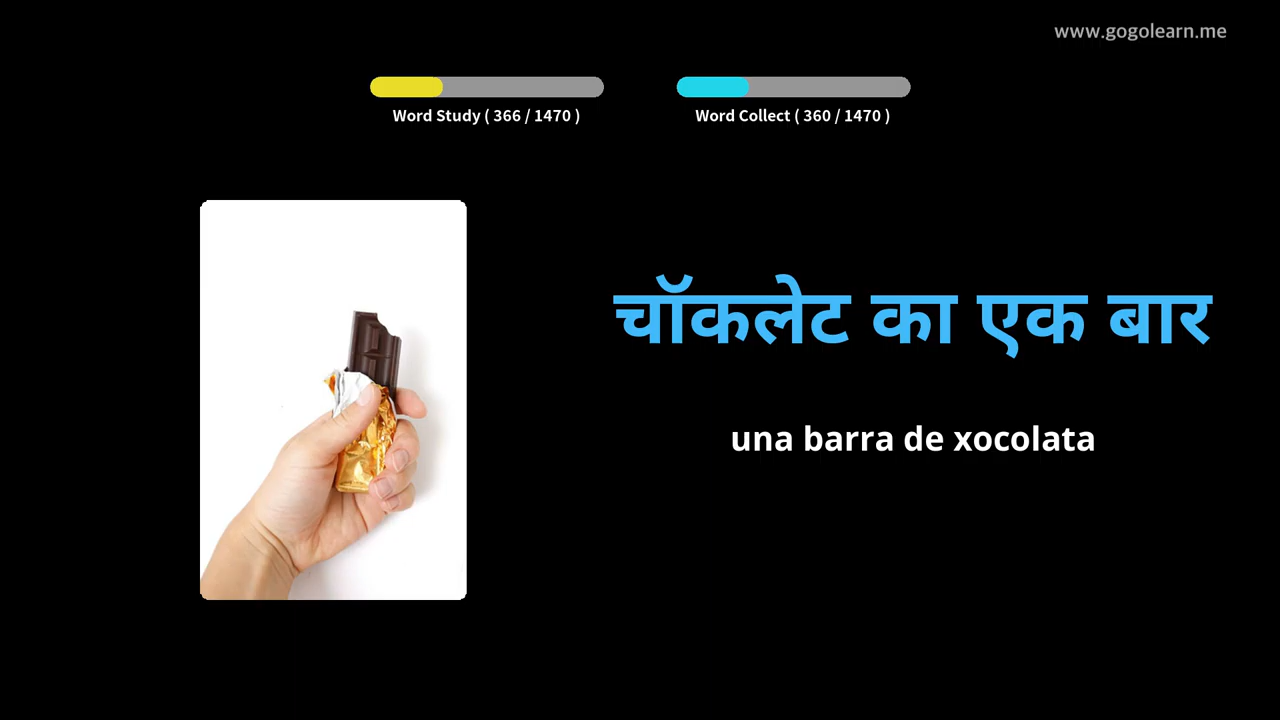 www.gogolearn.me
Word Study ( 366 / 1470 )
Word Collect ( 360 / 1470 )
चॉकलेट का एक बार
una barra de xocolata